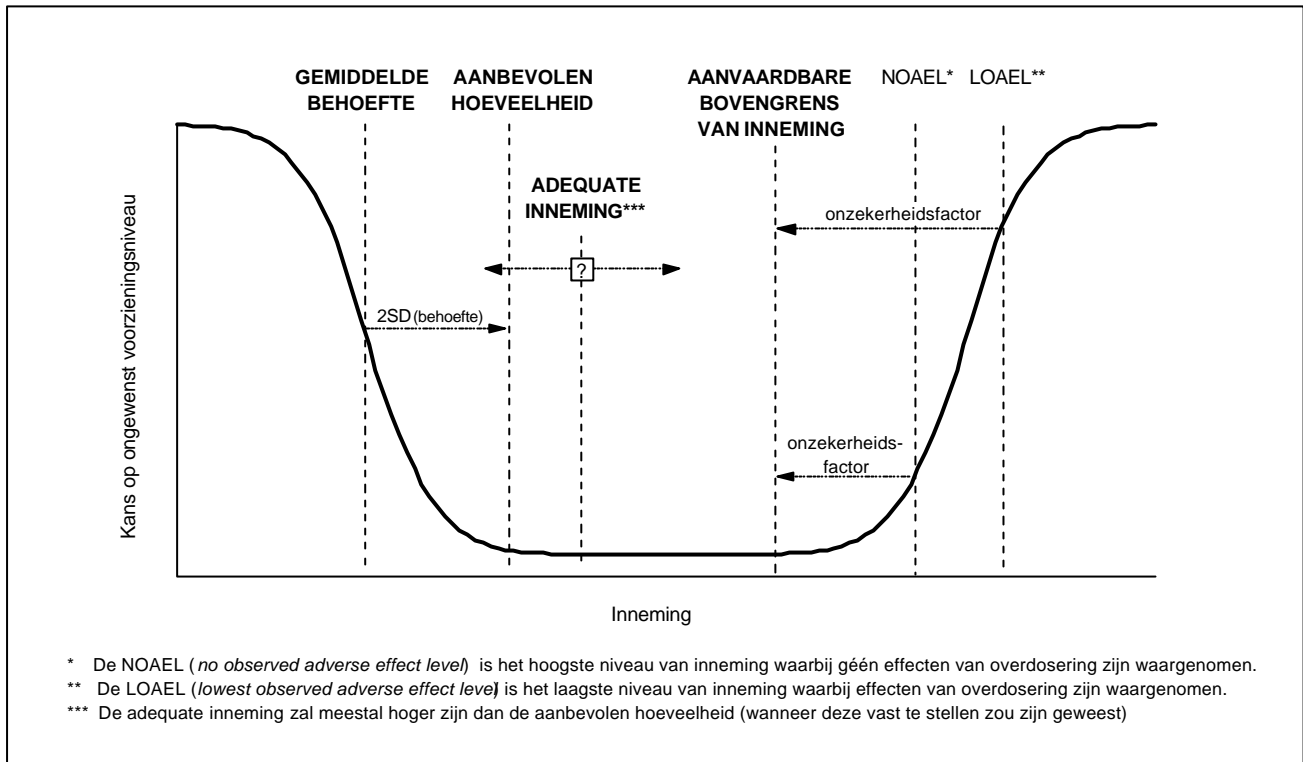 GEMIDDELDE
BEHOEFTE
AANBEVOLEN
HOEVEELHEID
AANVAARDBARE
BOVENGRENS
VAN INNEMING
NOAEL*
LOAEL**
ADEQUATE
INNEMING***
onzekerheidsfactor
?
2SD (behoefte)
onzekerheids-
factor
Kans op ongewenst voorzieningsniveau
Inneming
* De NOAEL ( no observed adverse effect level) is het hoogste niveau van inneming waarbij géén effecten van overdosering zijn waargenomen.
** De LOAEL (lowest observed adverse effect level) is het laagste niveau van inneming waarbij effecten van overdosering zijn waargenomen.
*** De adequate inneming zal meestal hoger zijn dan de aanbevolen hoeveelheid (wanneer deze vast te stellen zou zijn geweest)